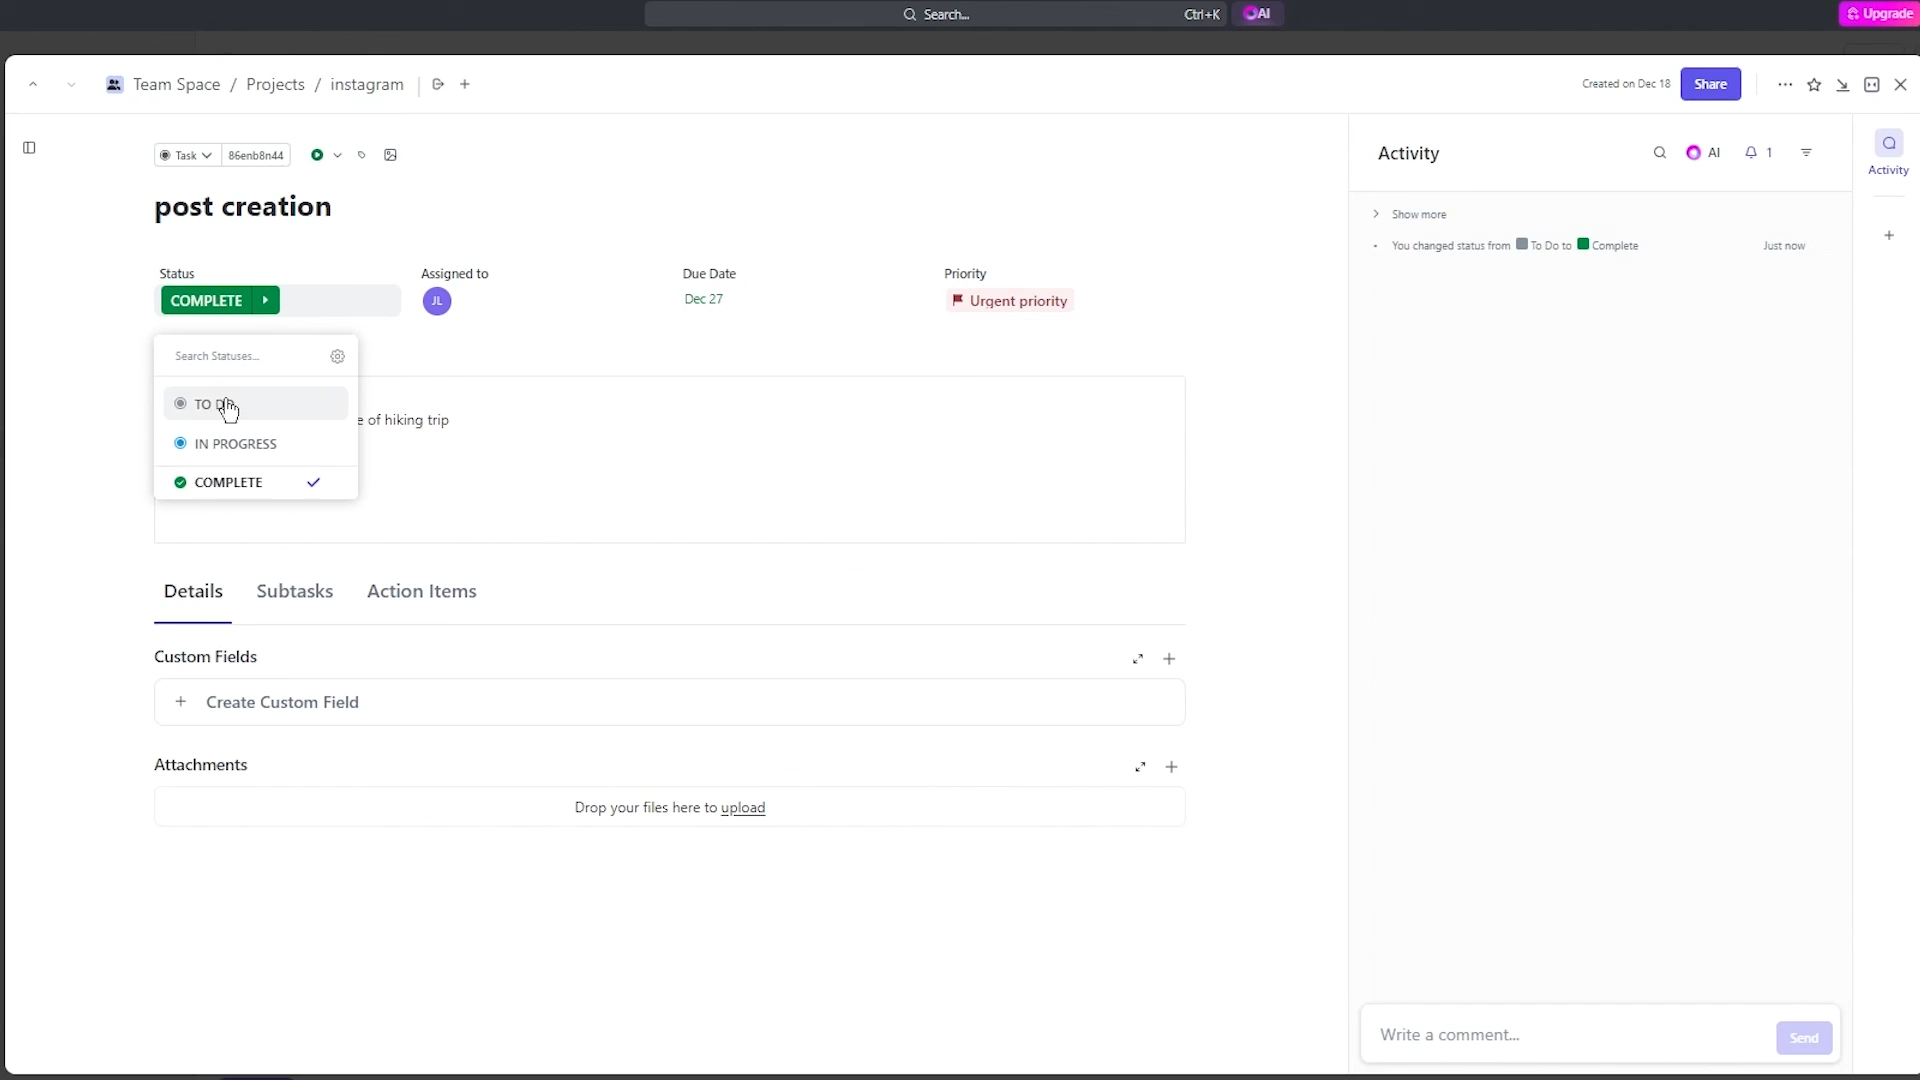 Search...
Ctrl+K
AI
Upgrade
Team Space / Projects / instagram
Created on Dec 18
Share
Task
86enb8n44
post creation
Status
Assigned to
Due Date
Priority
COMPLETE
JL
Dec 27
Urgent priority
Search Statuses...
TO
of hiking trip
IN PROGRESS
COMPLETE
Details
Subtasks
Action Items
Custom Fields
Create Custom Field
Attachments
Drop your files here to upload
Activity
AI
1
Show more
You changed status from To Do to Complete
Just now
Write a comment...
Send
Activity